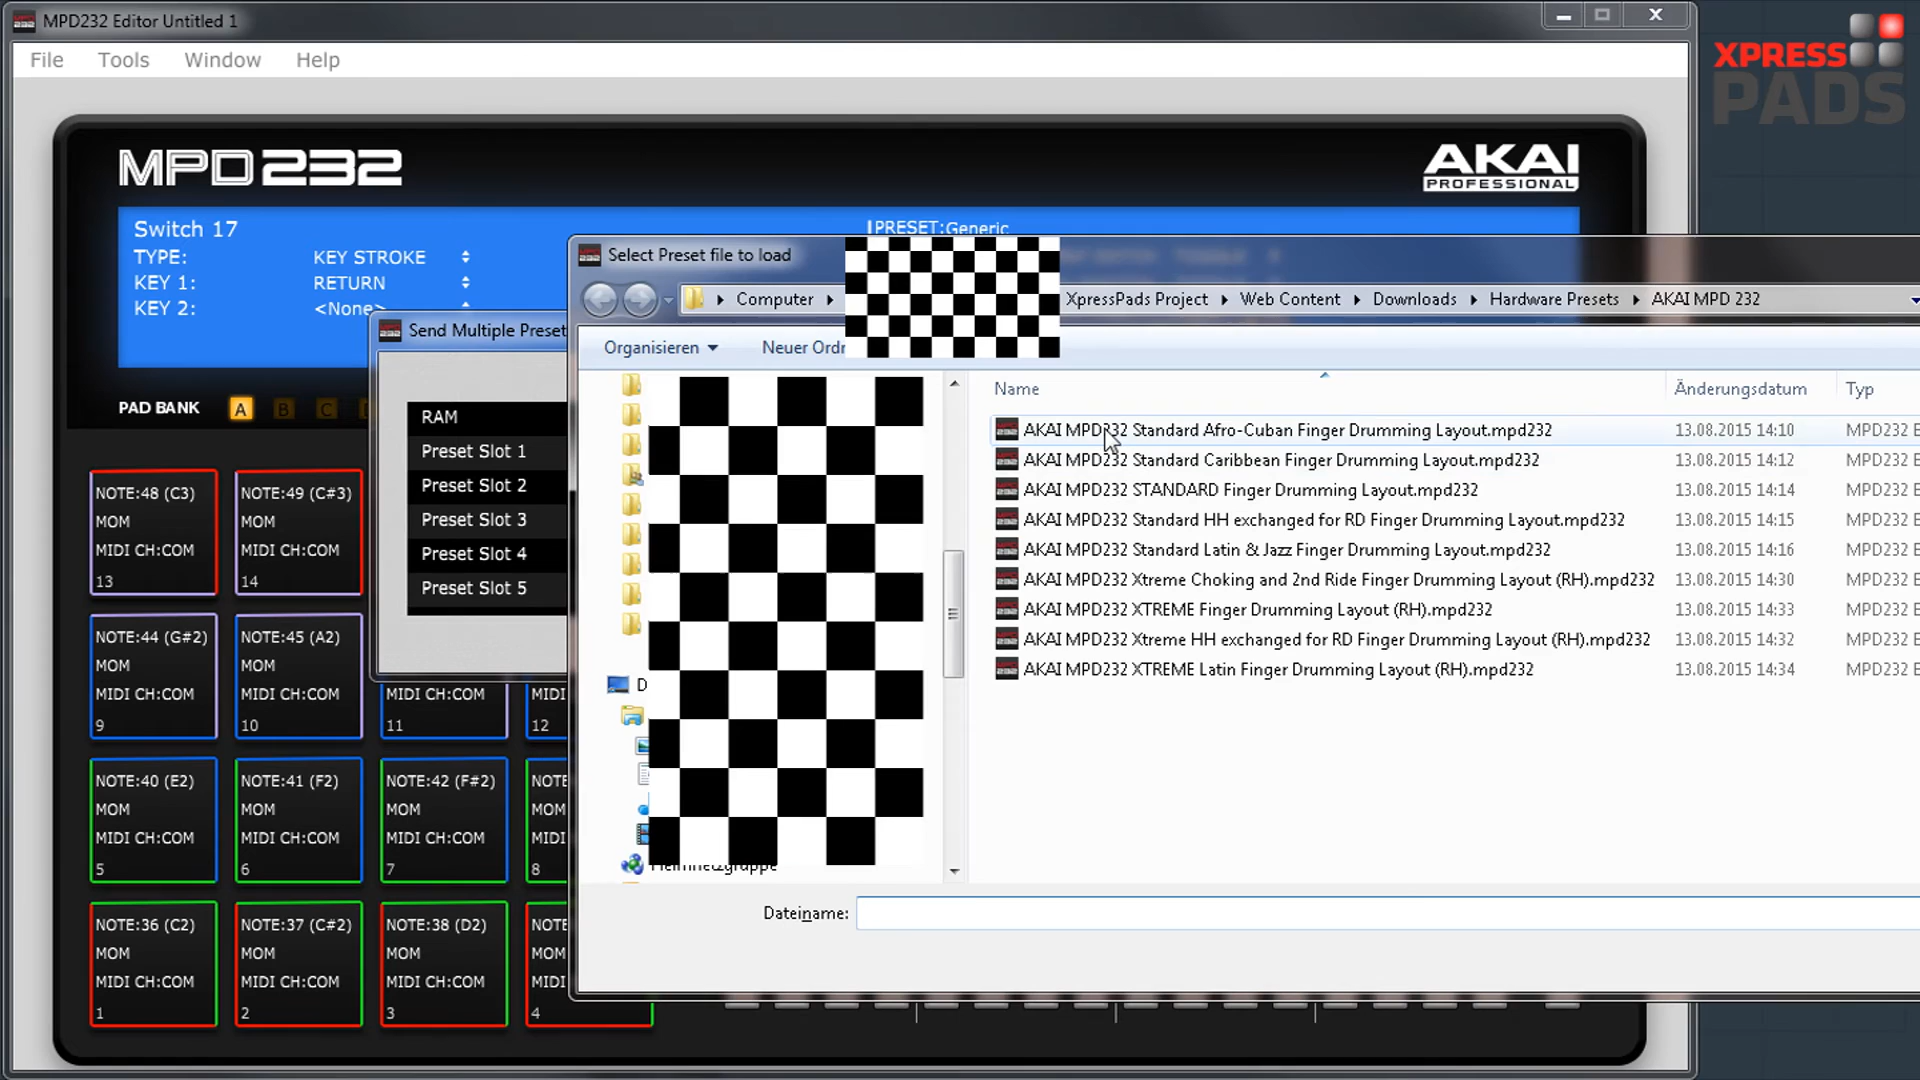 MPD232 Editor Untitled 1
File Tools Window Help
XPRESS
PADS
MPD232
AKAI
PROFESSIONAL
Switch 17
TYPE: KEY STROKE
KEY 1: RETURN
KEY 2: <None>
PRESET:Generic
PAD BANK A B C
Send Multiple Preset
RAM
Preset Slot 1
Preset Slot 2
Preset Slot 3
Preset Slot 4
Preset Slot 5
Select Preset file to load
Computer XpressPads Project Web Content Downloads Hardware Presets AKAI MPD 232
Organisieren Neuer Ordn
Name Änderungsdatum Typ
AKAI MPD232 Standard Afro-Cuban Finger Drumming Layout.mpd232 13.08.2015 14:10 MPD232 E
AKAI MPD232 Standard Caribbean Finger Drumming Layout.mpd232 13.08.2015 14:12 MPD232 E
AKAI MPD232 STANDARD Finger Drumming Layout.mpd232 13.08.2015 14:14 MPD232 E
AKAI MPD232 Standard HH exchanged for RD Finger Drumming Layout.mpd232 13.08.2015 14:15 MPD232 E
AKAI MPD232 Standard Latin & Jazz Finger Drumming Layout.mpd232 13.08.2015 14:16 MPD232 E
AKAI MPD232 Xtreme Choking and 2nd Ride Finger Drumming Layout (RH).mpd232 13.08.2015 14:30 MPD232 E
AKAI MPD232 XTREME Finger Drumming Layout (RH).mpd232 13.08.2015 14:33 MPD232 E
AKAI MPD232 Xtreme HH exchanged for RD Finger Drumming Layout (RH).mpd232 13.08.2015 14:32 MPD232 E
AKAI MPD232 XTREME Latin Finger Drumming Layout (RH).mpd232 13.08.2015 14:34 MPD232 E
D
Heimnetzgruppe
Dateiname:
NOTE:48 (C3) NOTE:49 (C#3)
MOM MOM
MIDI CH:COM MIDI CH:COM
13 14
NOTE:44 (G#2) NOTE:45 (A2)
MOM MOM
MIDI CH:COM MIDI CH:COM MIDI CH:COM MIDI
9 10 11 12
NOTE:40 (E2) NOTE:41 (F2) NOTE:42 (F#2) NOTE
MOM MOM MOM MOM
MIDI CH:COM MIDI CH:COM MIDI CH:COM MIDI
5 6 7 8
NOTE:36 (C2) NOTE:37 (C#2) NOTE:38 (D2) NOTE
MOM MOM MOM MOM
MIDI CH:COM MIDI CH:COM MIDI CH:COM MIDI
1 2 3 4